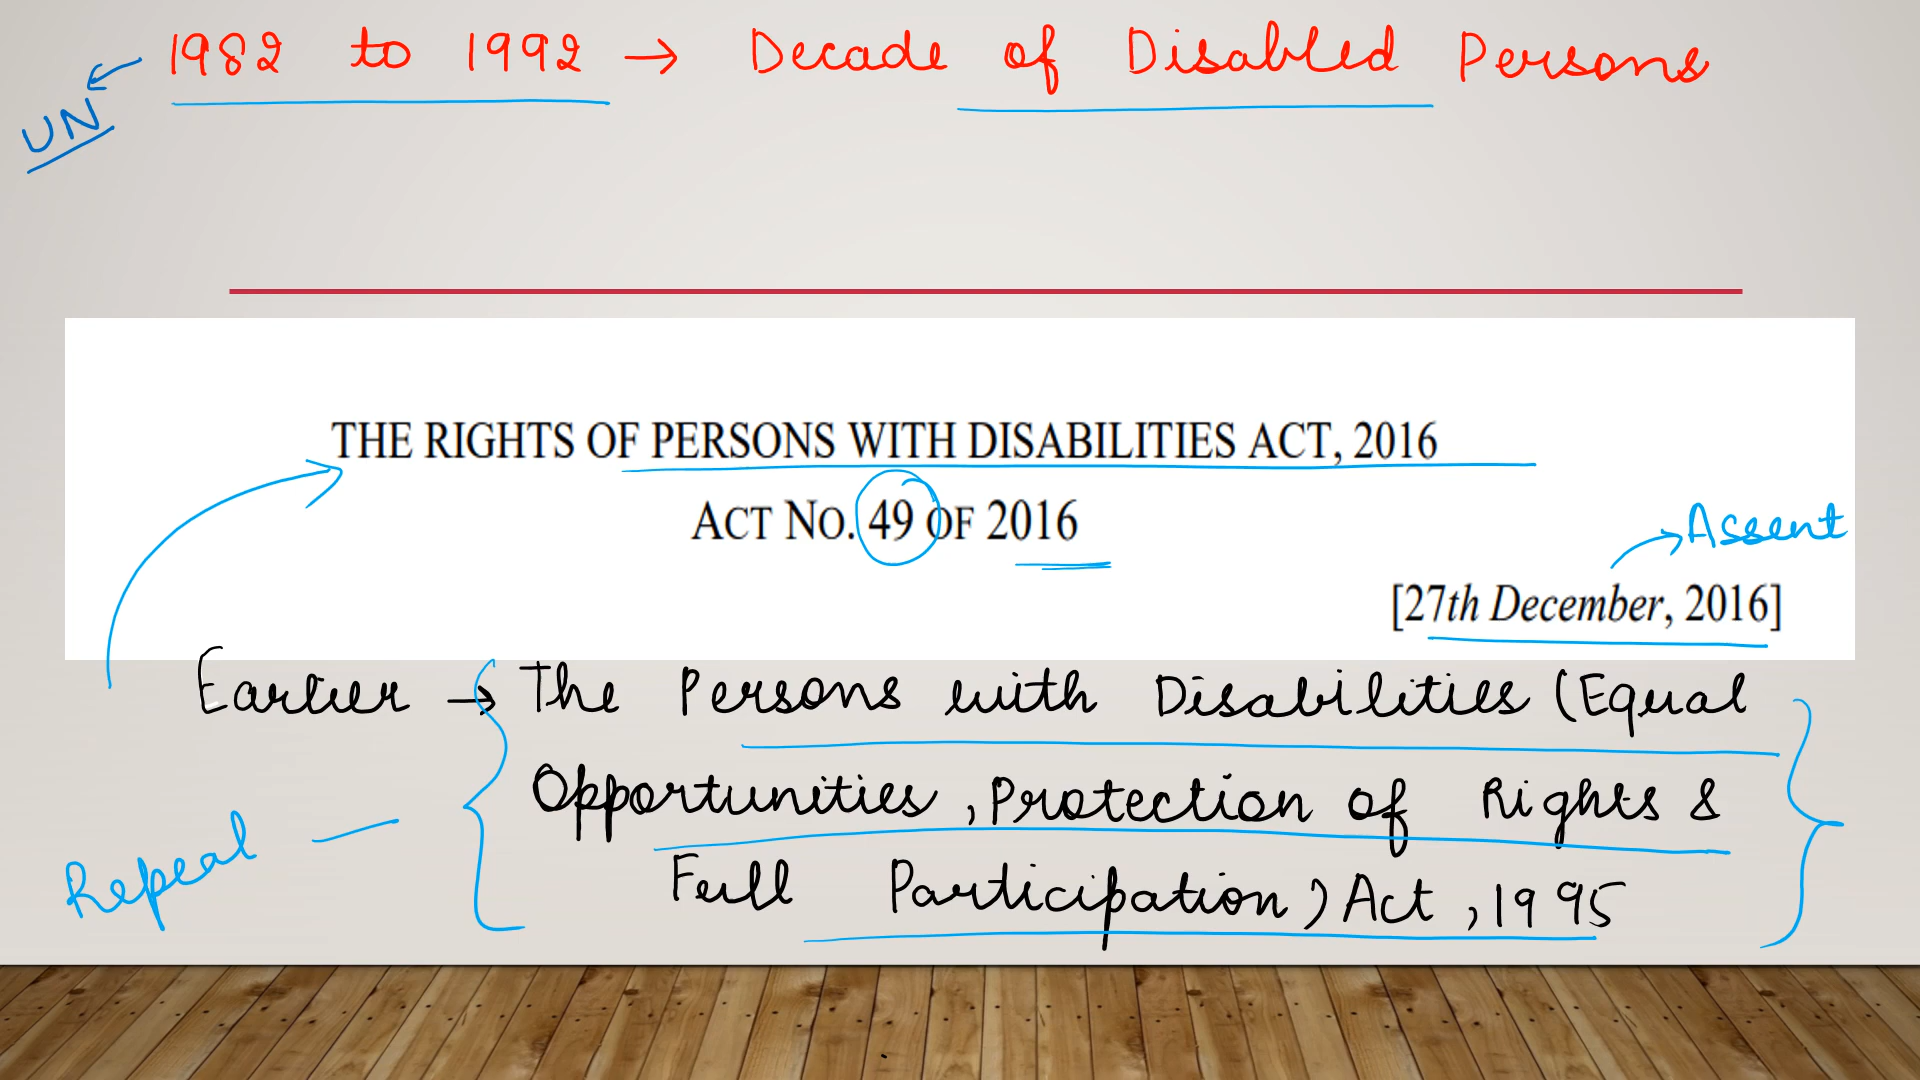 1982 to 1992 → Decade of Disabled Persons
UN
THE RIGHTS OF PERSONS WITH DISABILITIES ACT, 2016
ACT NO. 49 OF 2016
Assent
[27th December, 2016]
Earlier → The Persons with Disabilities (Equal
Opportunities, Protection of Rights &
Repeal —
Full Participation) Act, 1995